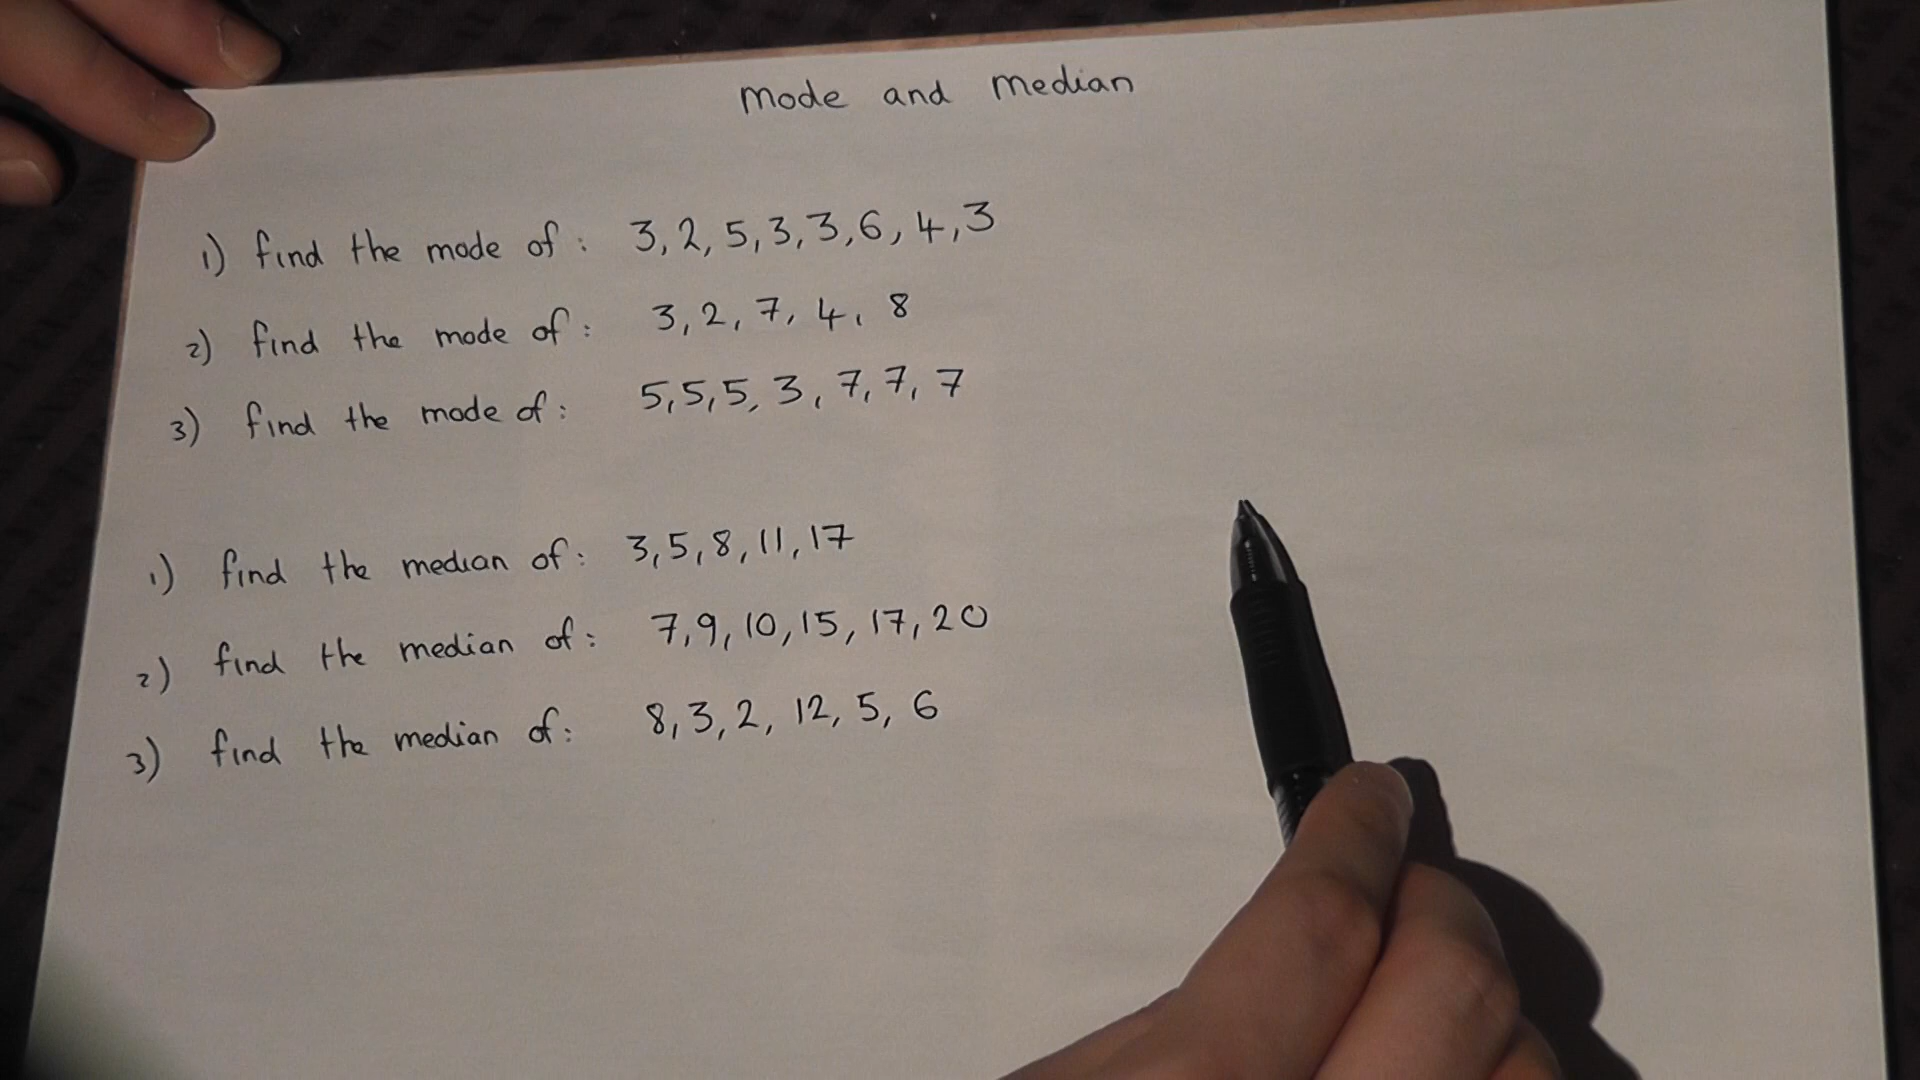 Mode and Median
1) find the mode of: 3, 2, 5, 3, 3, 6, 4, 3
2) find the mode of: 3, 2, 7, 4, 8
3) find the mode of: 5, 5, 5, 3, 7, 7, 7
1) find the median of: 3, 5, 8, 11, 17
2) find the median of: 7, 9, 10, 15, 17, 20
3) find the median of: 8, 3, 2, 12, 5, 6